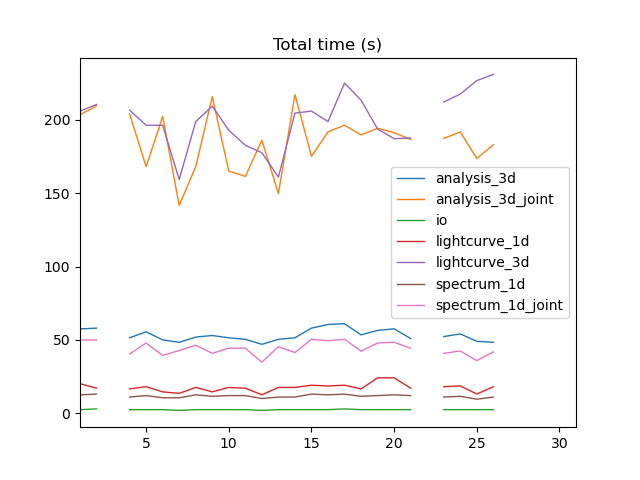 Total time (s)
200
150
100
50
0
analysis_3d
analysis_3d_joint
io
lightcurve_1d
lightcurve_3d
spectrum_1d
spectrum_1d_joint
5 10 15 20 25 30